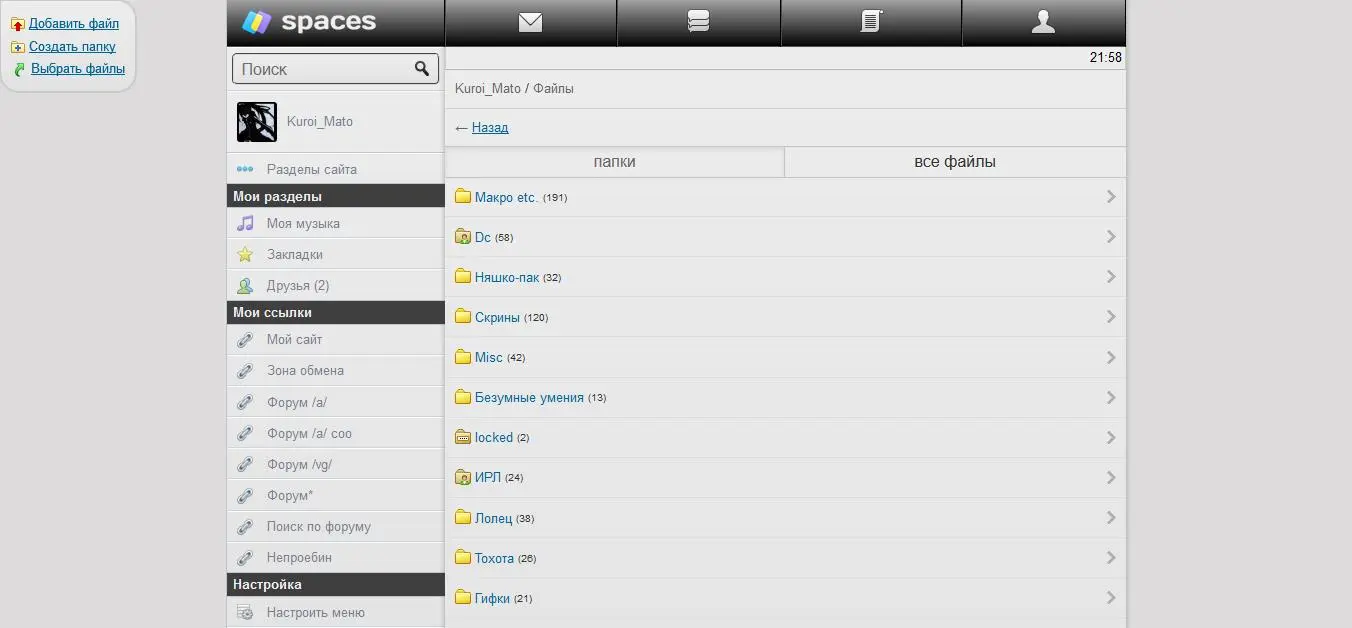 Добавить файл
Создать папку
Выбрать файлы
spaces
21:58
Поиск
Kuroi_Mato
Разделы сайта
Мои разделы
Моя музыка
Закладки
Друзья (2)
Мои ссылки
Мой сайт
Зона обмена
Форум /a/
Форум /a/ соо
Форум /vg/
Форум*
Поиск по форуму
Непроебин
Настройка
Настроить меню
Kuroi_Mato / Файлы
← Назад
папки
все файлы
Макро etc. (191)
Dc (58)
Няшко-пак (32)
Скрины (120)
Misc (42)
Безумные умения (13)
locked (2)
ИРЛ (24)
Лолец (38)
Тохота (26)
Гифки (21)